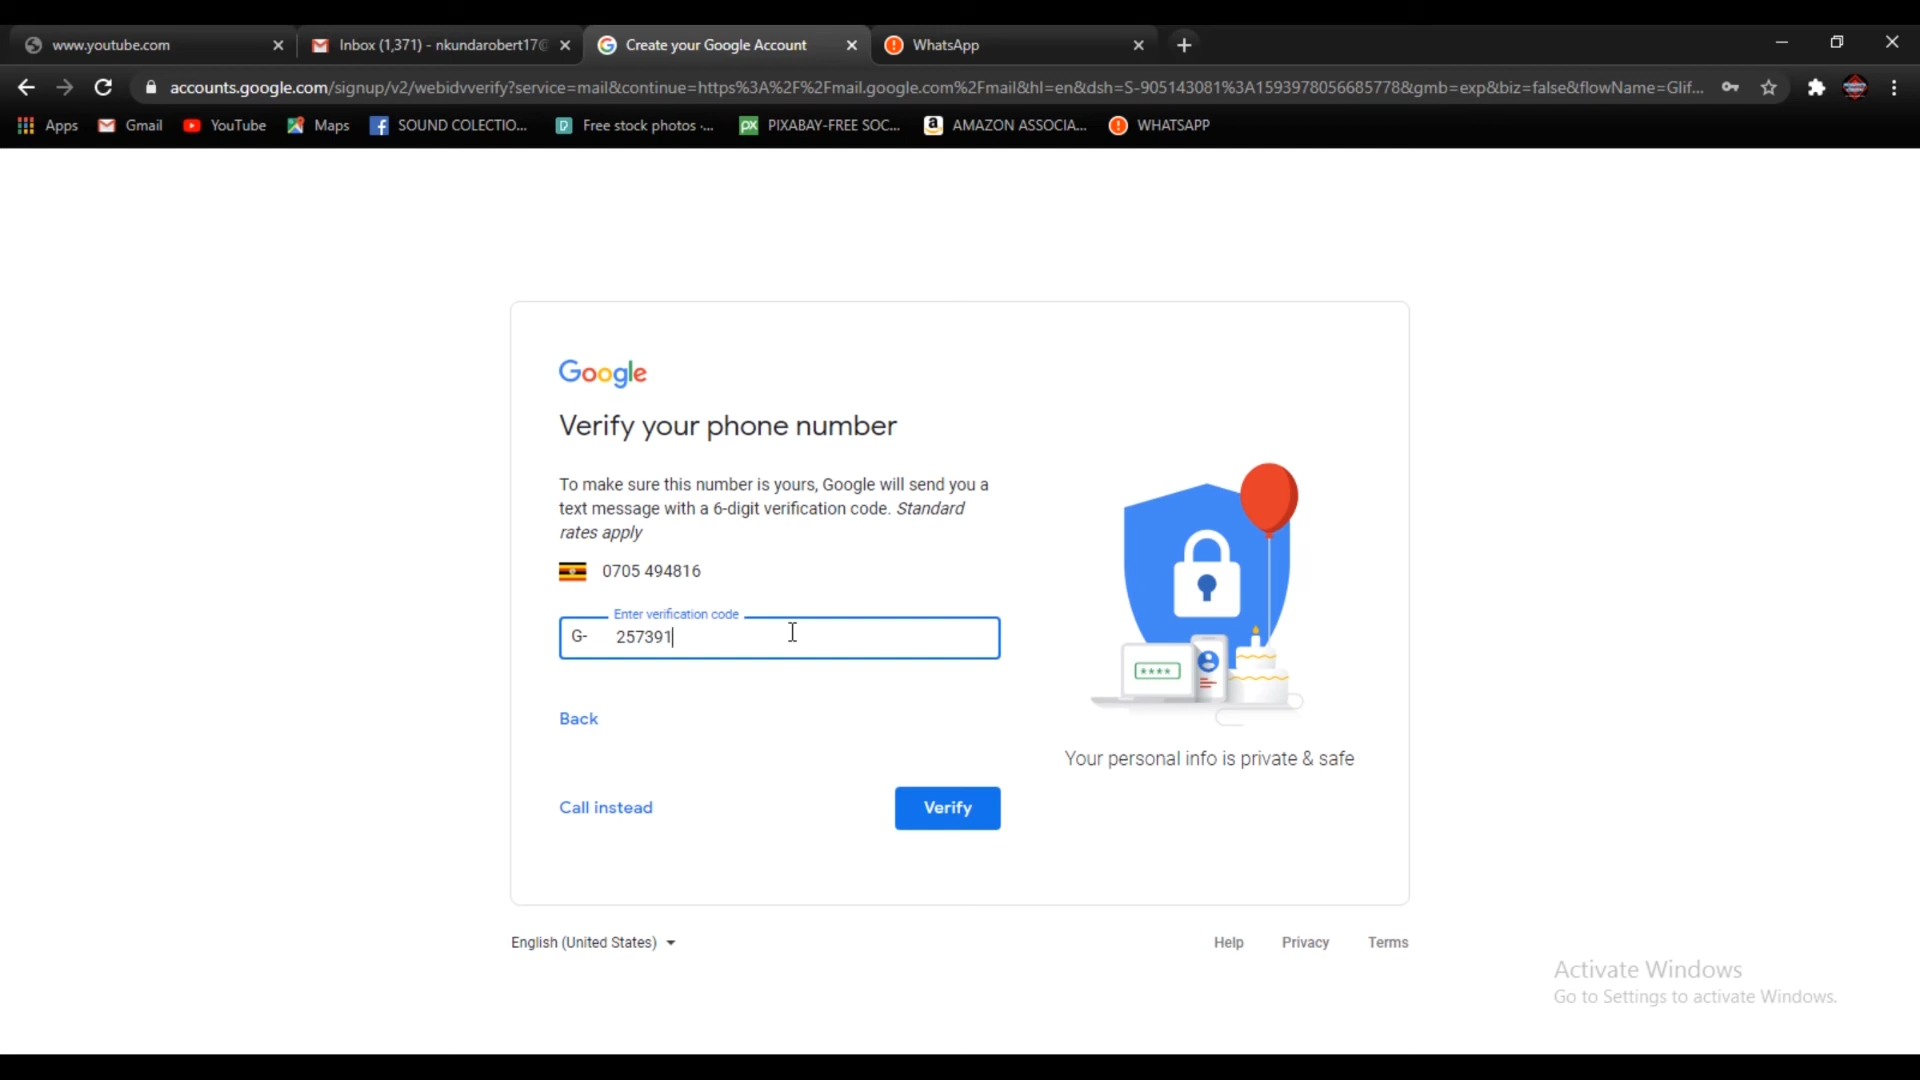 www.youtube.com
Inbox (1,371) - nkundarobert17@
Create your Google Account
WhatsApp
accounts.google.com/signup/v2/webidvverify?service=mail&continue=https%3A%2F%2Fmail.google.com%2Fmail&hl=en&dsh=S-905143081%3A1593978056685778&gmb=exp&biz=false&flowName=Glif...
Apps
Gmail
YouTube
Maps
SOUND COLECTIO...
Free stock photos ·...
PIXABAY-FREE SOC...
AMAZON ASSOCIA...
WHATSAPP
Google
Verify your phone number
To make sure this number is yours, Google will send you a
text message with a 6-digit verification code. Standard
rates apply
0705 494816
Enter verification code
G- 257391
Back
Call instead
Verify
****
Your personal info is private & safe
English (United States)
Help
Privacy
Terms
Activate Windows
Go to Settings to activate Windows.